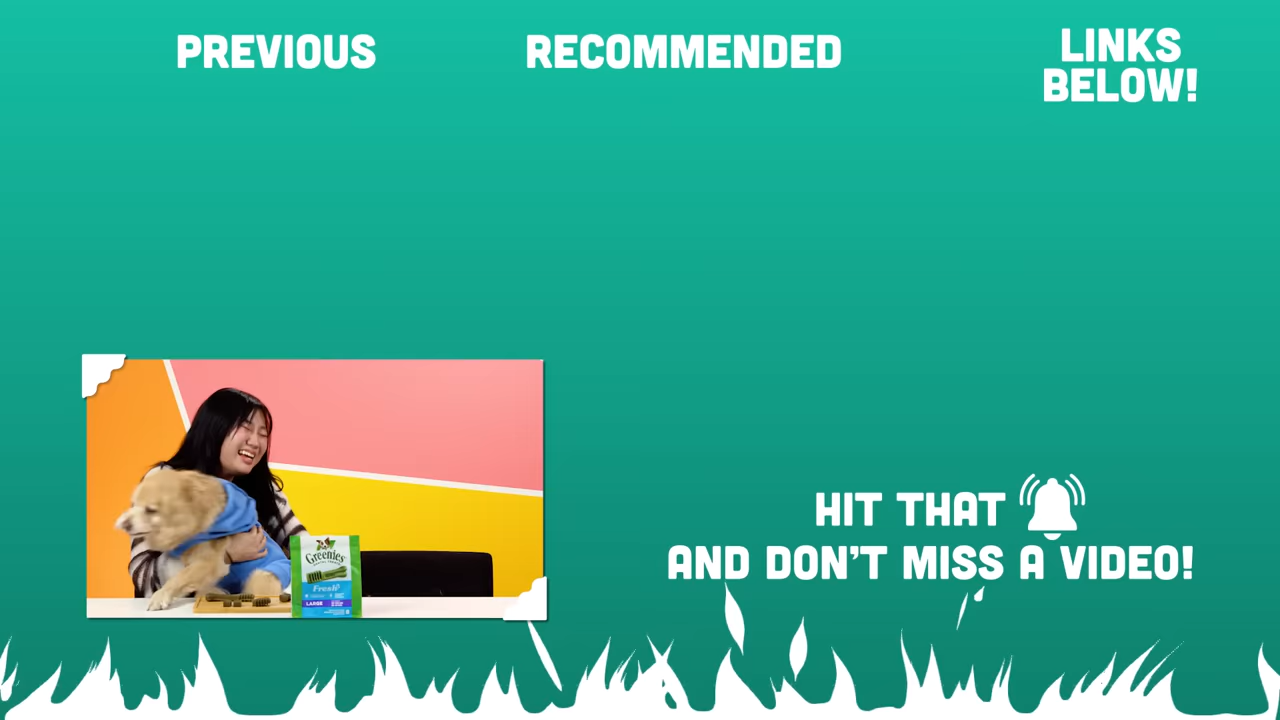 PREVIOUS
RECOMMENDED
LINKS
BELOW!
HIT THAT
AND DON'T MISS A VIDEO!
Greenies
Fresh
LARGE